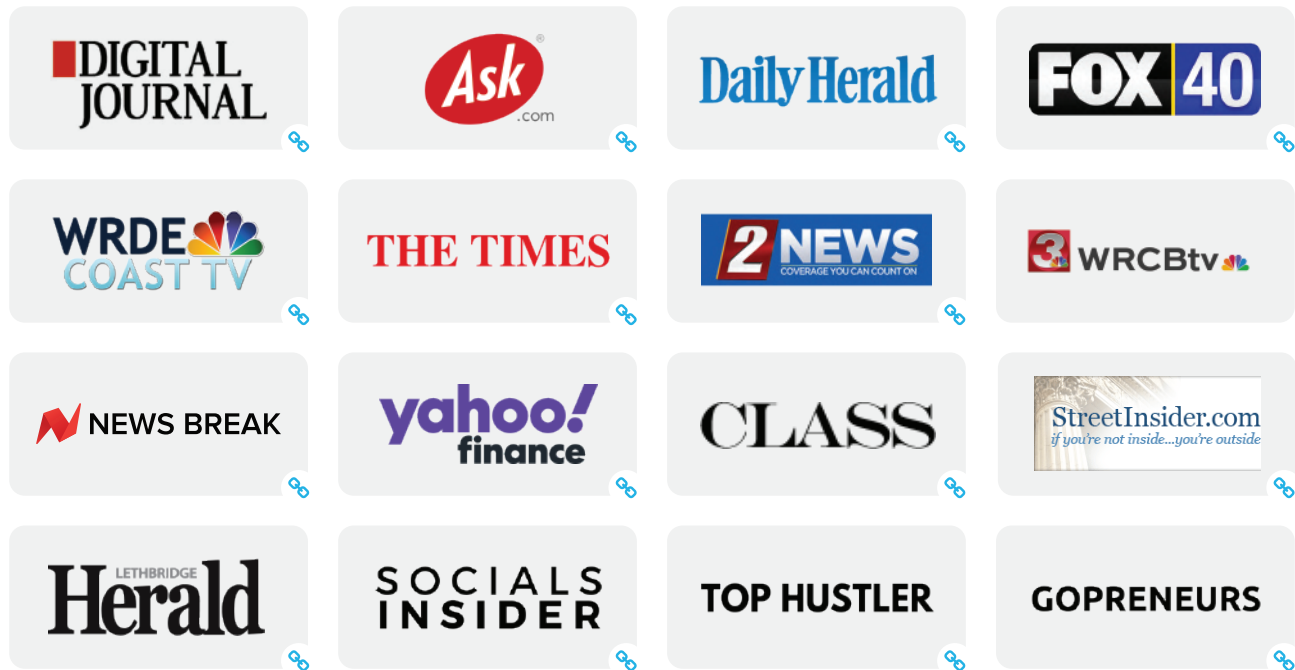 DIGITAL
JOURNAL
Ask®
.com
Daily Herald
FOX 40
WRDE
COAST TV
THE TIMES
2 NEWS
COVERAGE YOU CAN COUNT ON
3 WRCBtv
NEWS BREAK
yahoo!
finance
CLASS
StreetInsider.com
if you're not inside...you're outside
LETHBRIDGE
Herald
SOCIALS
INSIDER
TOP HUSTLER
GOPRENEURS